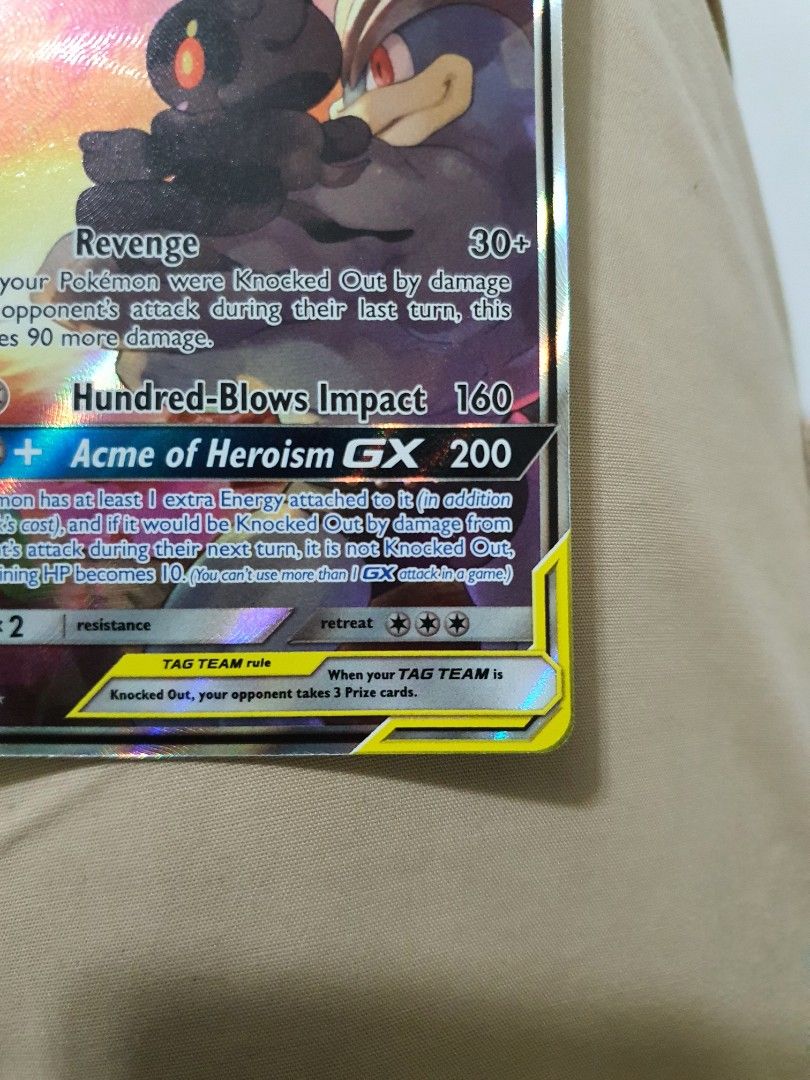 Revenge 30+
your Pokémon were Knocked Out by damage
opponent's attack during their last turn, this
90 more damage.
Hundred-Blows Impact 160
+ Acme of Heroism GX 200
has at least 1 extra Energy attached to it (in addition
cost), and if it would be Knocked Out by damage from
attack during their next turn, it is not Knocked Out,
HP becomes 10. (You can't use more than 1 GX attack in a game.)
×2 resistance retreat
TAG TEAM rule
When your TAG TEAM is
Knocked Out, your opponent takes 3 Prize cards.